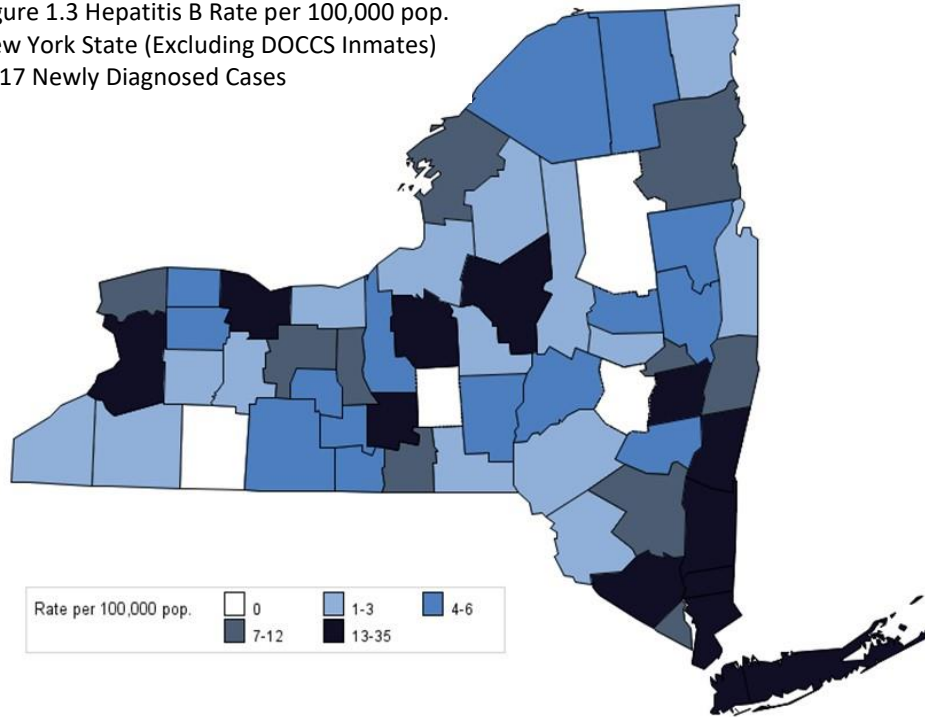 gure 1.3 Hepatitis B Rate per 100,000 pop.
ew York State (Excluding DOCCS Inmates)
17 Newly Diagnosed Cases
Rate per 100,000 pop. 0 1-3 4-6
7-12 13-35